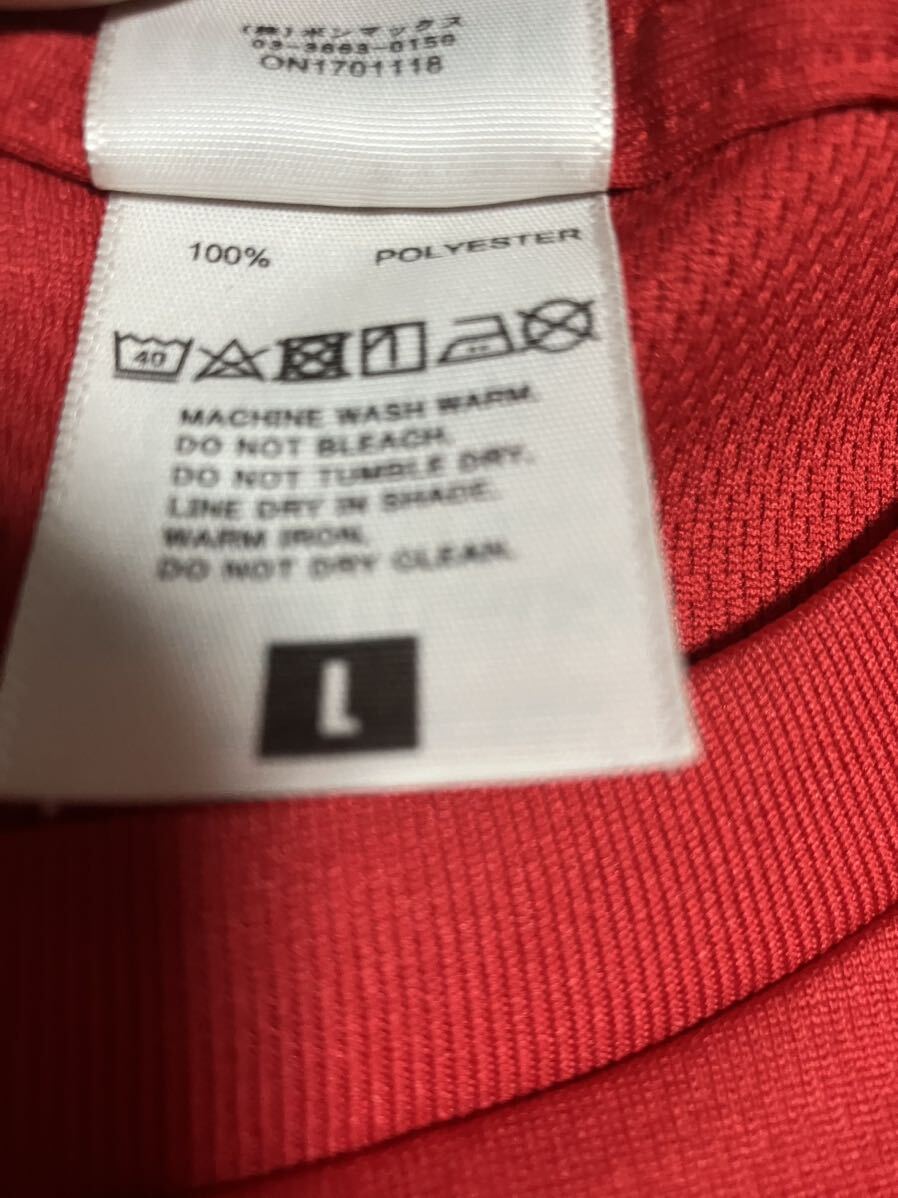 (株)ボンマックス
03-3663-0150
ON1701118
100% POLYESTER
40
MACHINE WASH WARM.
DO NOT BLEACH.
DO NOT TUMBLE DRY.
LINE DRY IN SHADE.
WARM IRON.
DO NOT DRY CLEAN.
L